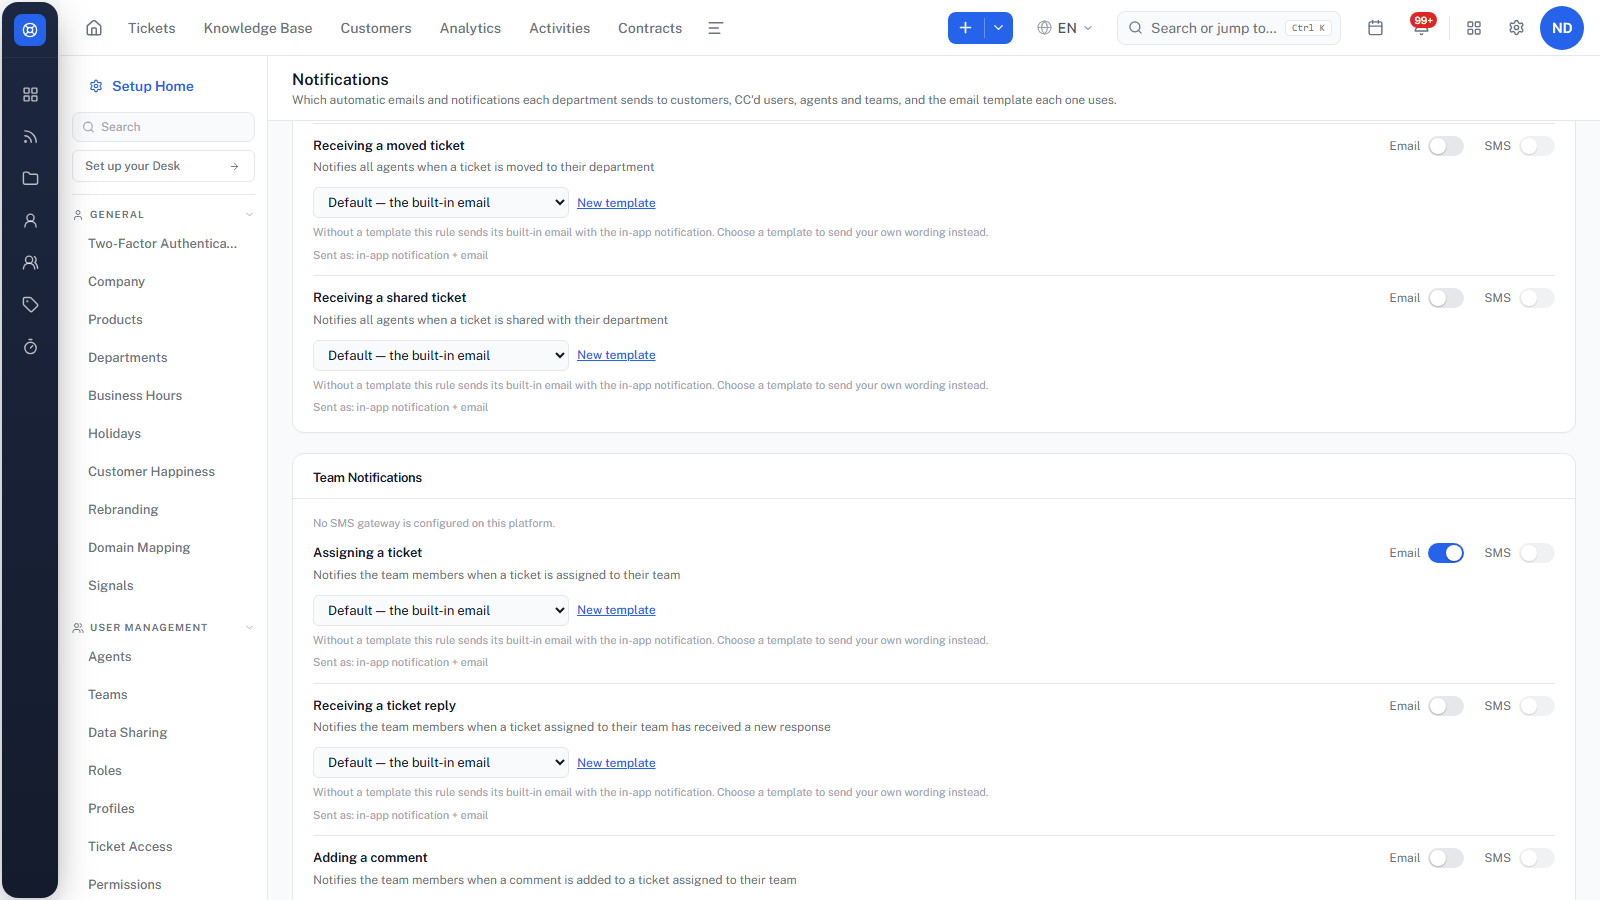 Tickets
Knowledge Base
Customers
Analytics
Activities
Contracts
EN
Search or jump to...
Ctrl K
99+
ND
Setup Home
Search
Set up your Desk
GENERAL
Two-Factor Authentica...
Company
Products
Departments
Business Hours
Holidays
Customer Happiness
Rebranding
Domain Mapping
Signals
USER MANAGEMENT
Agents
Teams
Data Sharing
Roles
Profiles
Ticket Access
Permissions
Notifications
Which automatic emails and notifications each department sends to customers, CC'd users, agents and teams, and the email template each one uses.
Receiving a moved ticket
Email
SMS
Notifies all agents when a ticket is moved to their department
Default — the built-in email
New template
Without a template this rule sends its built-in email with the in-app notification. Choose a template to send your own wording instead.
Sent as: in-app notification + email
Receiving a shared ticket
Email
SMS
Notifies all agents when a ticket is shared with their department
Default — the built-in email
New template
Without a template this rule sends its built-in email with the in-app notification. Choose a template to send your own wording instead.
Sent as: in-app notification + email
Team Notifications
No SMS gateway is configured on this platform.
Assigning a ticket
Email
SMS
Notifies the team members when a ticket is assigned to their team
Default — the built-in email
New template
Without a template this rule sends its built-in email with the in-app notification. Choose a template to send your own wording instead.
Sent as: in-app notification + email
Receiving a ticket reply
Email
SMS
Notifies the team members when a ticket assigned to their team has received a new response
Default — the built-in email
New template
Without a template this rule sends its built-in email with the in-app notification. Choose a template to send your own wording instead.
Sent as: in-app notification + email
Adding a comment
Email
SMS
Notifies the team members when a comment is added to a ticket assigned to their team